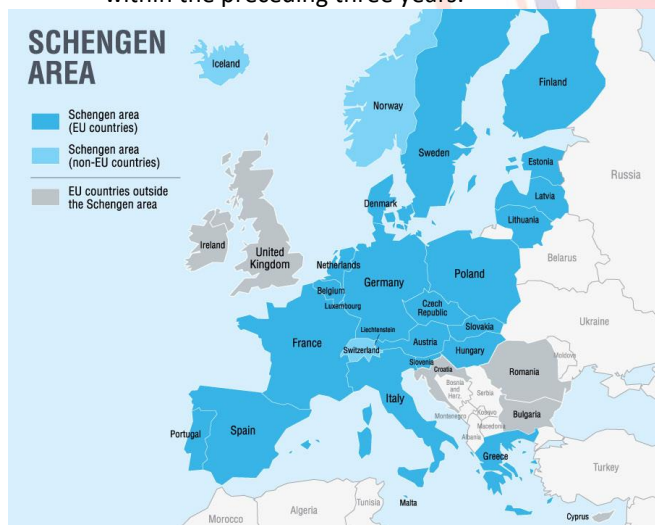 within the preceding three years.
SCHENGEN
AREA
Schengen area
(EU countries)
Schengen area
(non-EU countries)
EU countries outside
the Schengen area
Iceland
Norway
Finland
Sweden
Russia
Estonia
Latvia
Lithuania
Denmark
Ireland
United
Kingdom
Belarus
Netherlands
Belgium
Luxembourg
Germany
Poland
Czech
Republic
Ukraine
Slovakia
Liechtenstein
France
Switzerland
Austria
Hungary
Moldova
Slovenia
Croatia
Romania
Bosnia
and
Herz.
Serbia
Italy
Montenegro
Kosovo
Bulgaria
Macedonia
Albania
Portugal
Spain
Greece
Turkey
Morocco
Algeria
Tunisia
Malta
Cyprus